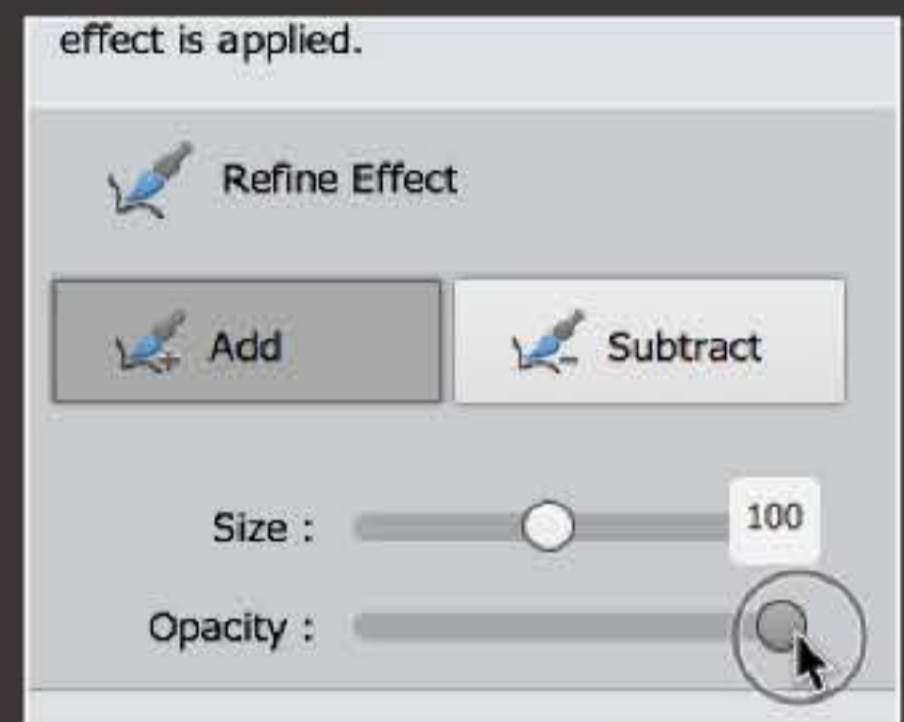 effect is applied.
Refine Effect
Add
Subtract
Size :
100
Opacity :